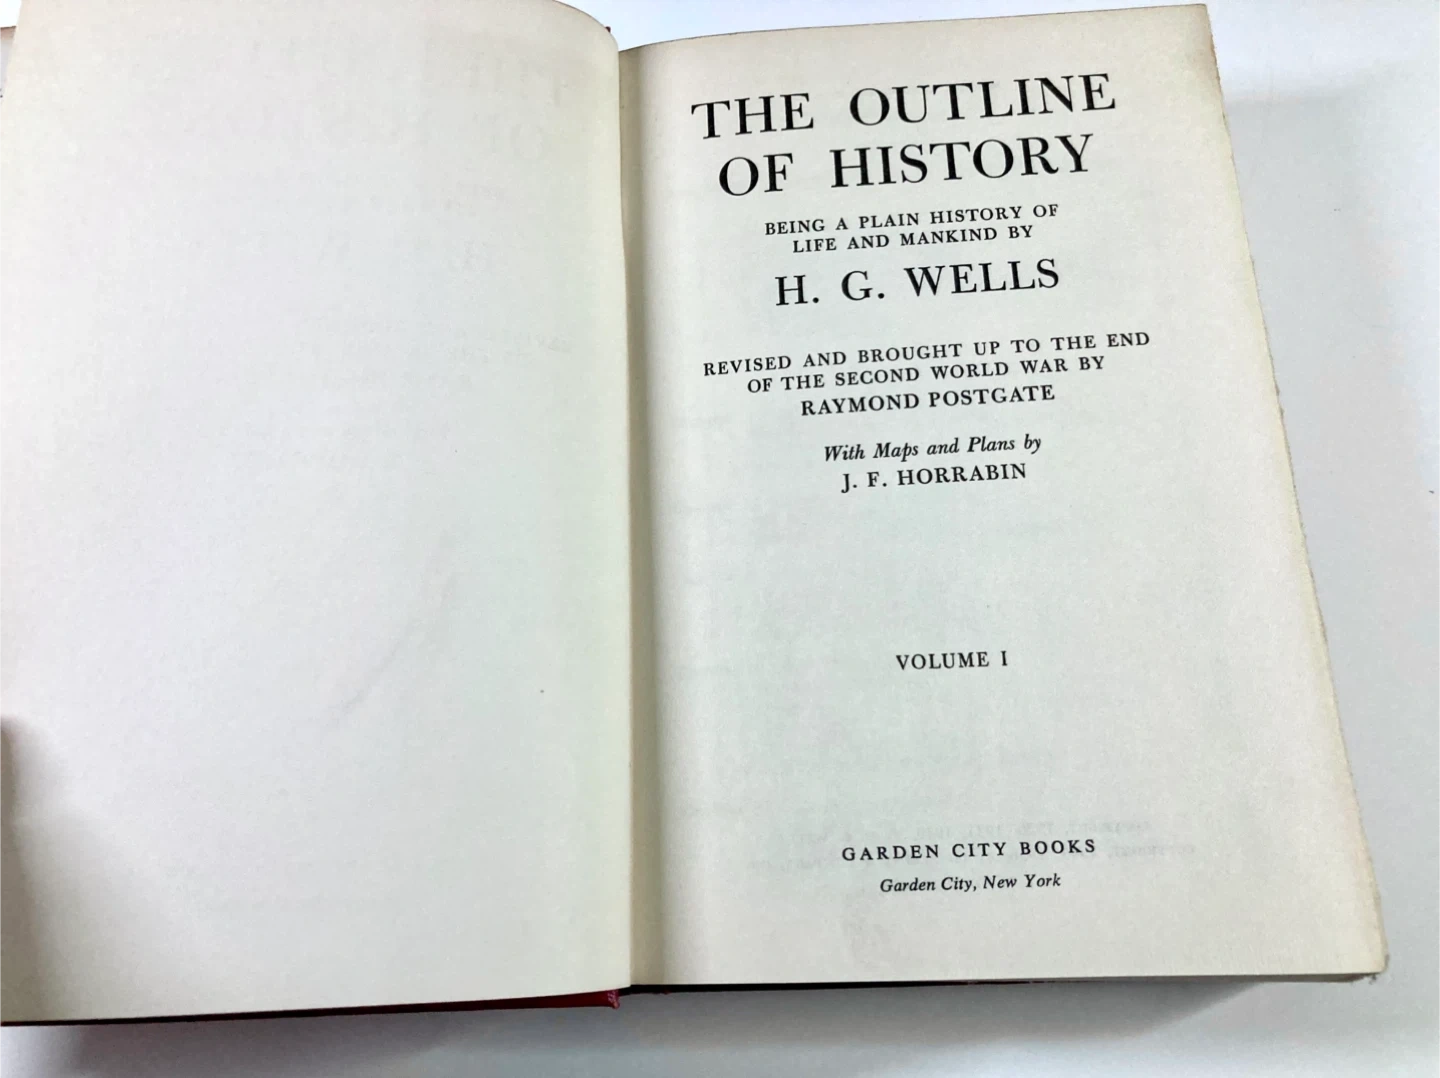 THE OUTLINE
OF HISTORY
BEING A PLAIN HISTORY OF
LIFE AND MANKIND BY
H. G. WELLS
REVISED AND BROUGHT UP TO THE END
OF THE SECOND WORLD WAR BY
RAYMOND POSTGATE
With Maps and Plans by
J. F. HORRABIN
VOLUME I
GARDEN CITY BOOKS
Garden City, New York